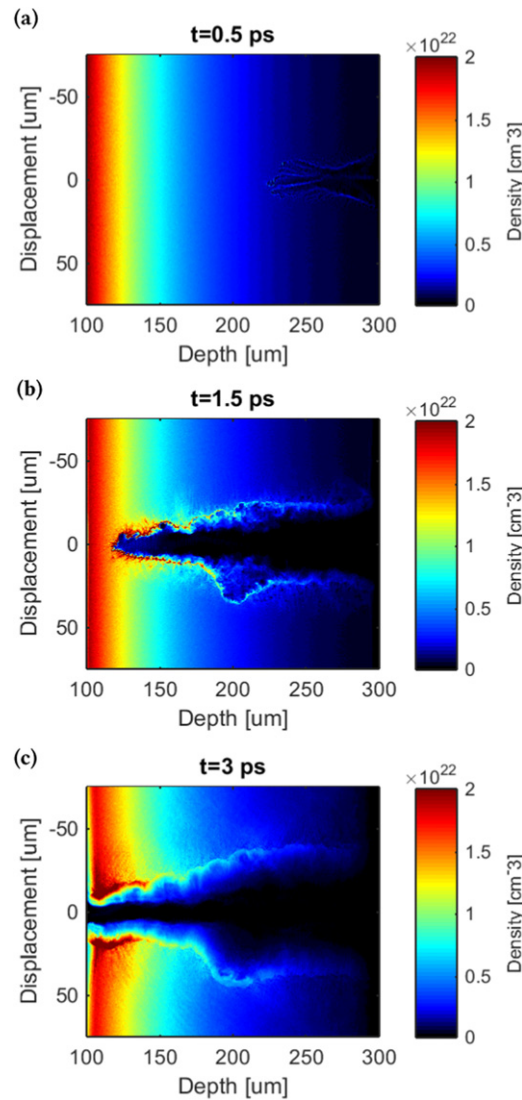 (a)
t=0.5 ps
×10^22
Displacement [um]
-50
0
50
100 150 200 250 300
Depth [um]
2
1.5
1
0.5
0
Density [cm^-3]
(b)
t=1.5 ps
×10^22
Displacement [um]
-50
0
50
100 150 200 250 300
Depth [um]
2
1.5
1
0.5
0
Density [cm^-3]
(c)
t=3 ps
×10^22
Displacement [um]
-50
0
50
100 150 200 250 300
Depth [um]
2
1.5
1
0.5
0
Density [cm^-3]